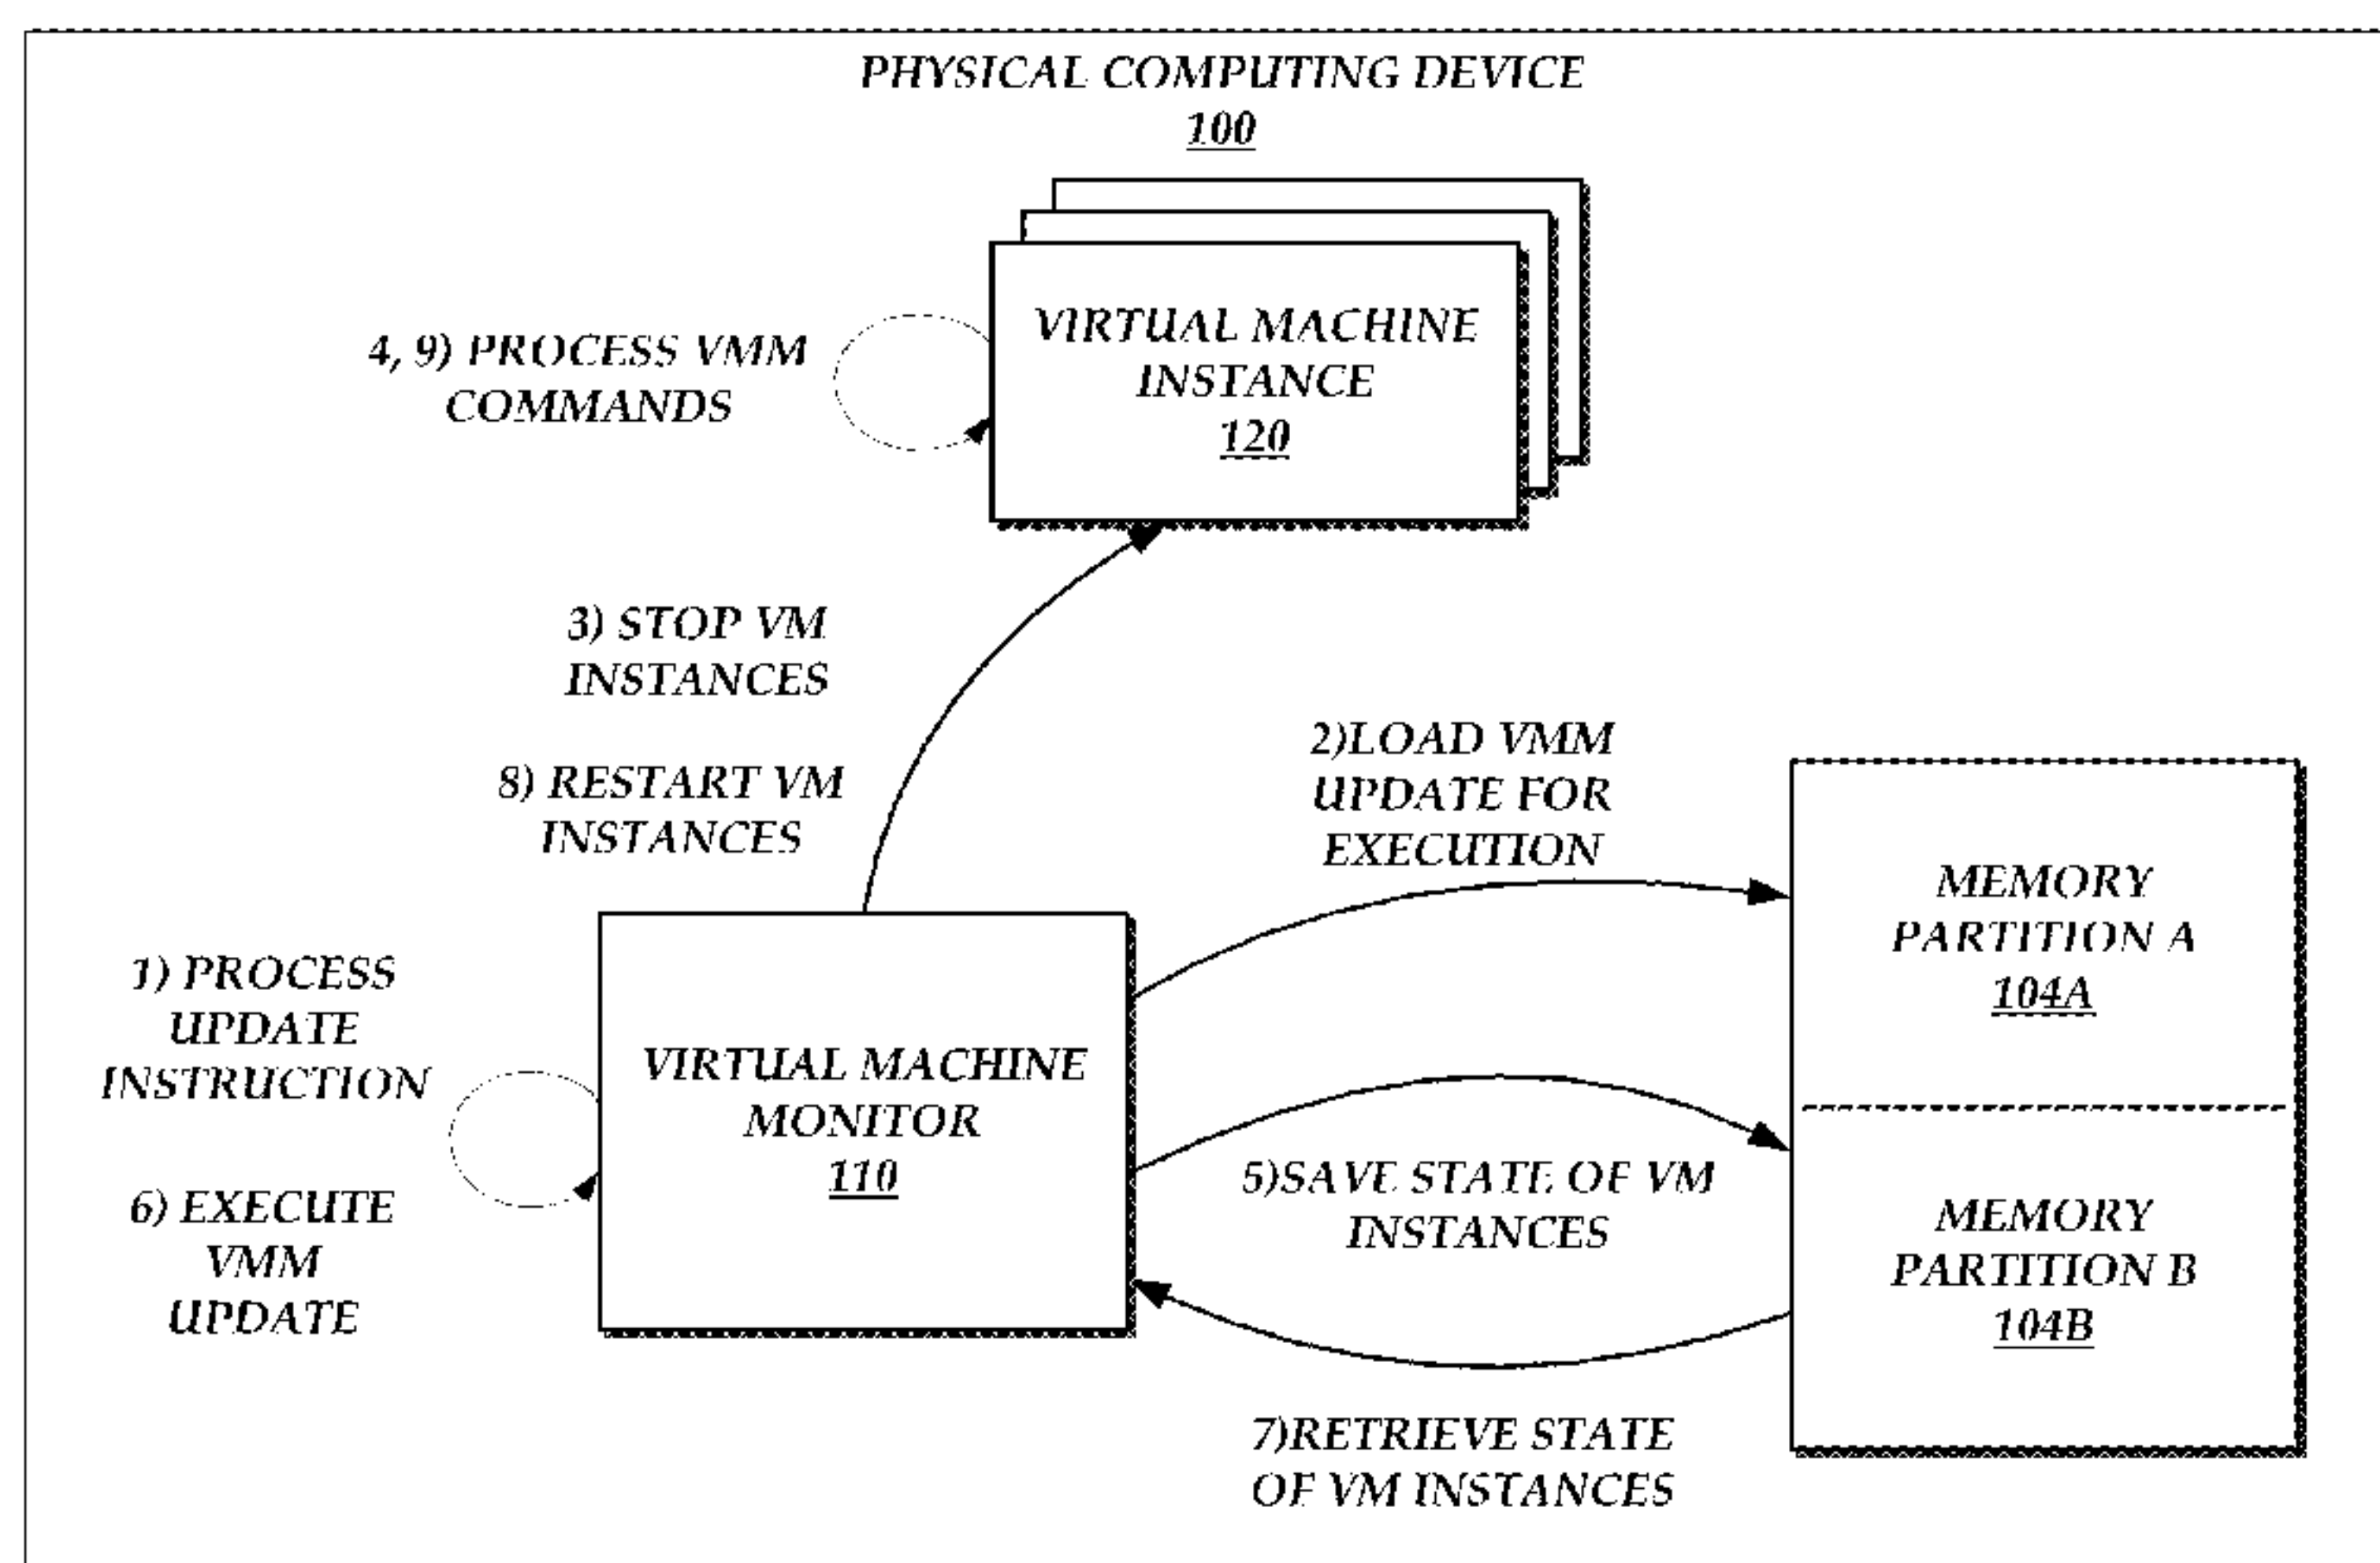 PHYSICAL COMPUTING DEVICE
100
VIRTUAL MACHINE
INSTANCE
120
4, 9) PROCESS VMM
COMMANDS
3) STOP VM
INSTANCES
8) RESTART VM
INSTANCES
2)LOAD VMM
UPDATE FOR
EXECUTION
MEMORY
PARTITION A
104A
1) PROCESS
UPDATE
INSTRUCTION
VIRTUAL MACHINE
MONITOR
110
6) EXECUTE
VMM
UPDATE
5)SAVE STATE OF VM
INSTANCES
MEMORY
PARTITION B
104B
7)RETRIEVE STATE
OF VM INSTANCES